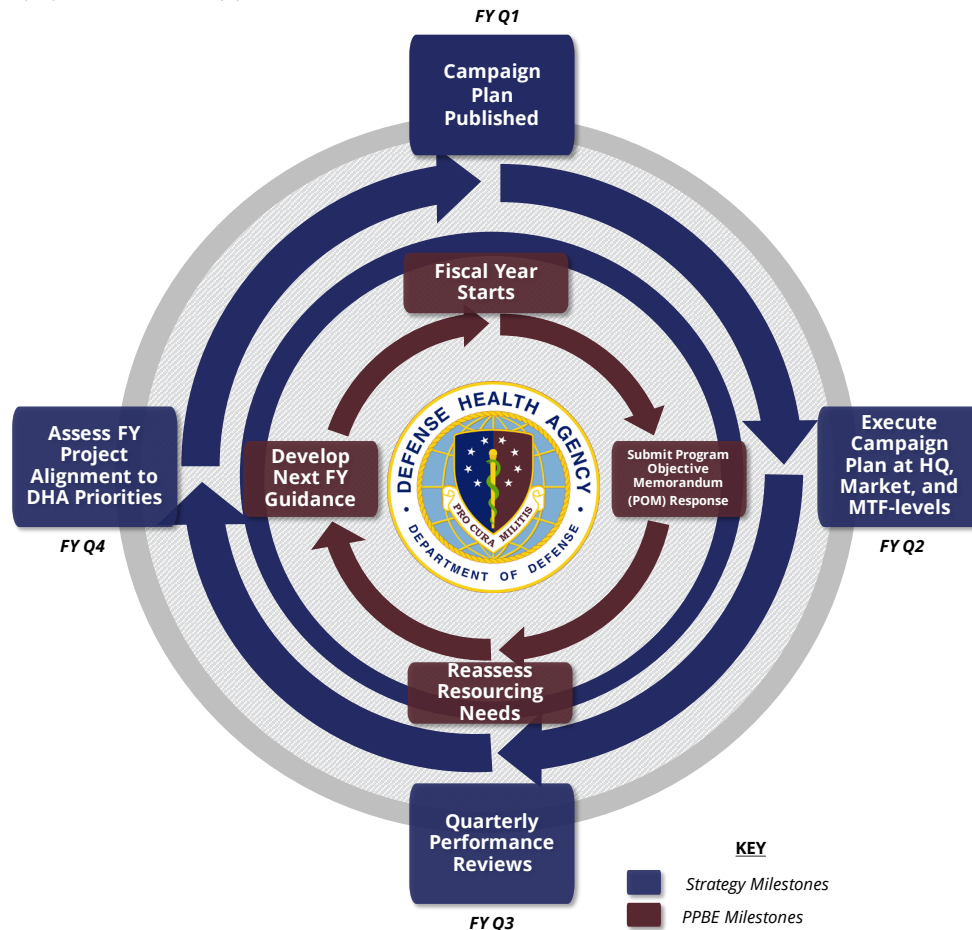 FY Q1
Campaign
Plan
Published
Fiscal Year
Starts
Assess FY
Project
Alignment to
DHA Priorities
FY Q4
Develop
Next FY
Guidance
DEFENSE HEALTH AGENCY
PRO CURA MILITIS
DEPARTMENT OF DEFENSE
Submit Program
Objective
Memorandum
(POM) Response
Execute
Campaign
Plan at HQ,
Market, and
MTF-levels
FY Q2
Reassess
Resourcing
Needs
Quarterly
Performance
Reviews
FY Q3
KEY
Strategy Milestones
PPBE Milestones